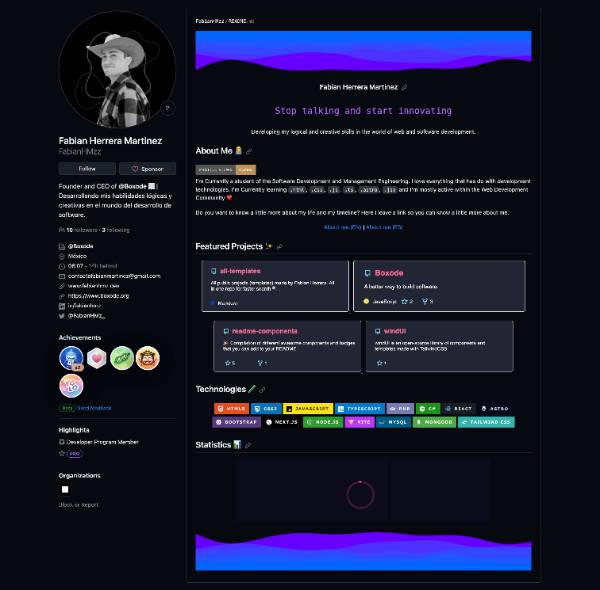 Fabian Herrera Martinez
FabianHMzz
Follow
Sponsor
Founder and CEO of @Boxode |
Desarrollando mis habilidades lógicas y
creativas en el mundo del desarrollo de
software.
10 followers · 3 following
@Boxode
México
08:07 - 14h behind
contactofabianmartinz@gmail.com
www.fabianhmz.dev
https://www.boxode.org
in/fabianhmz
@FabianHMz_
Achievements
x3
Beta Send feedback
Highlights
Developer Program Member
PRO
Organizations
Block or Report
FabianHMzz / README.md
Fabian Herrera Martinez
Stop talking and start innovating
Developing my logical and creative skills in the world of web and software development.
About Me
I'm Currently a student of the Software Development and Management Engineering. I love everything that has to do with development
technologies. I'm Currently learning .html, .css, .js, .ts, .astro, .jsx and I'm mostly active within the Web Development
Community
Do you want to know a little more about my life and my timeline? Here I leave a link so you can know a little more about me.
About me (EN) | About me (ES)
Featured Projects
all-templates
All public projects (templates) made by Fabian Herrera. All
in one repo for faster search
Boxode
A better way to build software.
JavaScript 2 3
readme-components
Compilation of different awesome components and badges
that you can add to your README
5 1
windUI
windUI is an open-source library of components and
templates made with TailwindCSS
1
Technologies
HTML5 CSS3 JAVASCRIPT TYPESCRIPT PHP C# REACT ASTRO
BOOTSTRAP NEXT.JS NODE.JS VITE MYSQL MONGODB TAILWIND CSS
Statistics